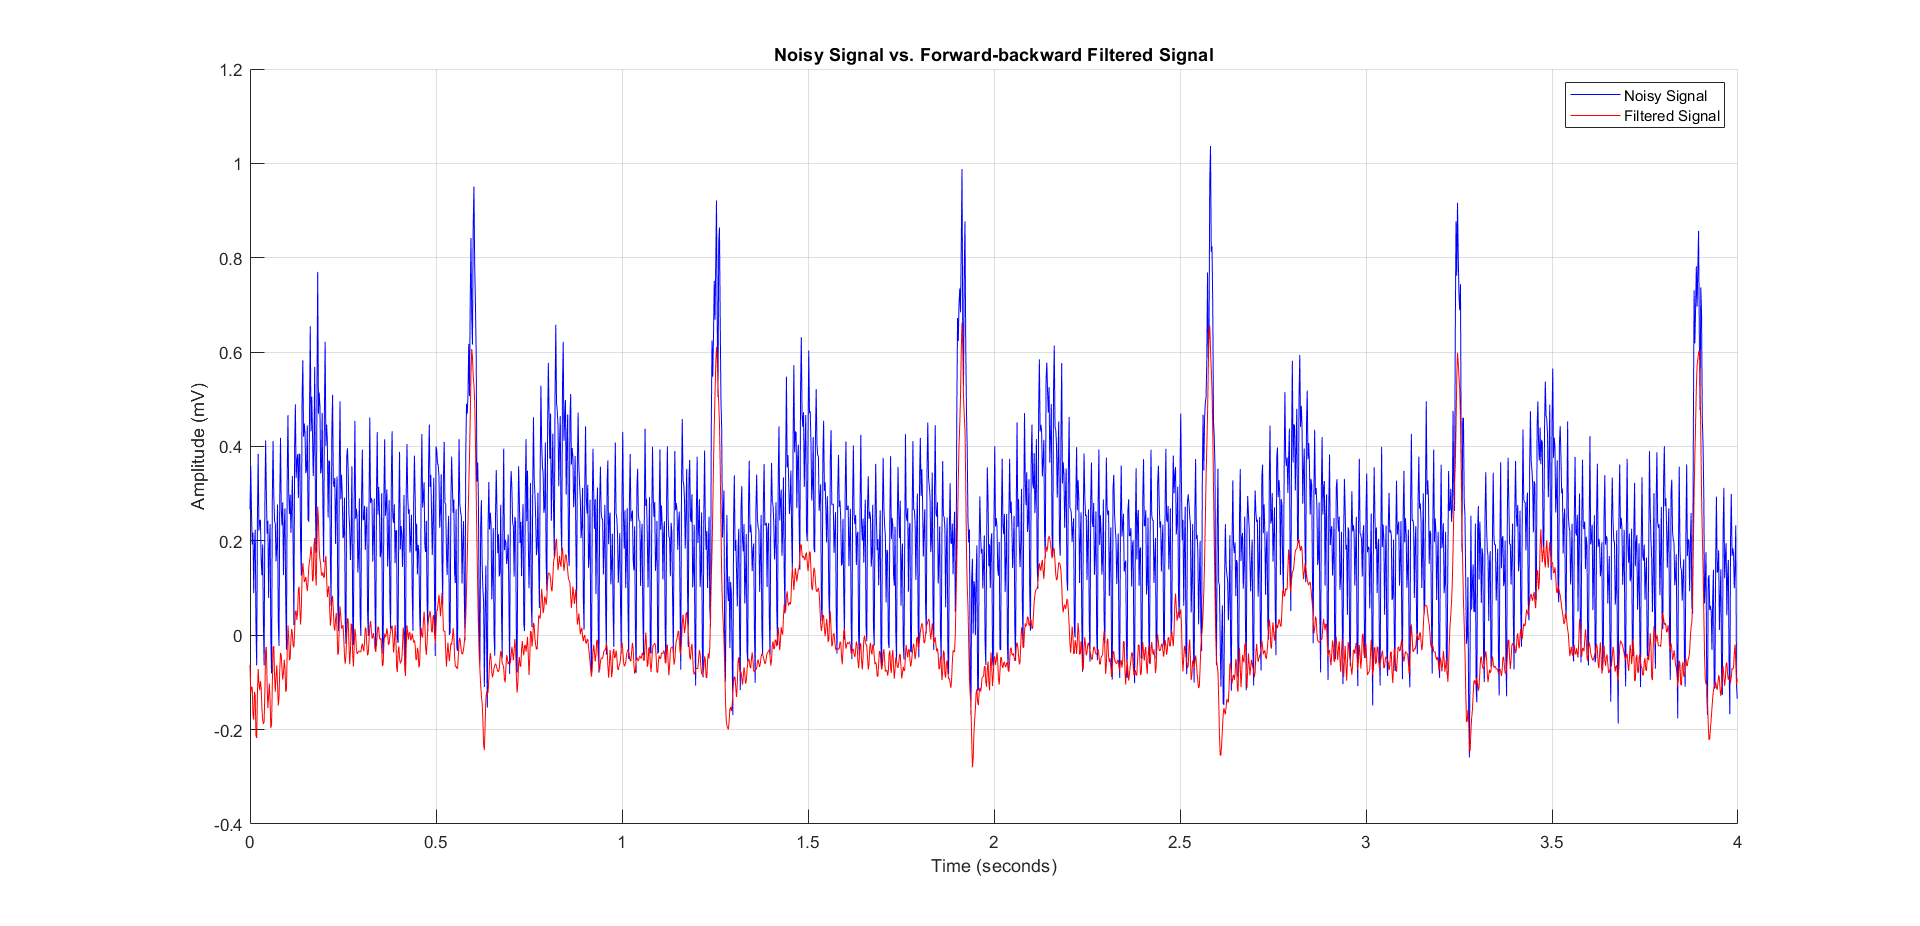 Noisy Signal vs. Forward-backward Filtered Signal
Noisy Signal
Filtered Signal
Amplitude (mV)
1.2
1
0.8
0.6
0.4
0.2
0
-0.2
-0.4
0 0.5 1 1.5 2 2.5 3 3.5 4
Time (seconds)